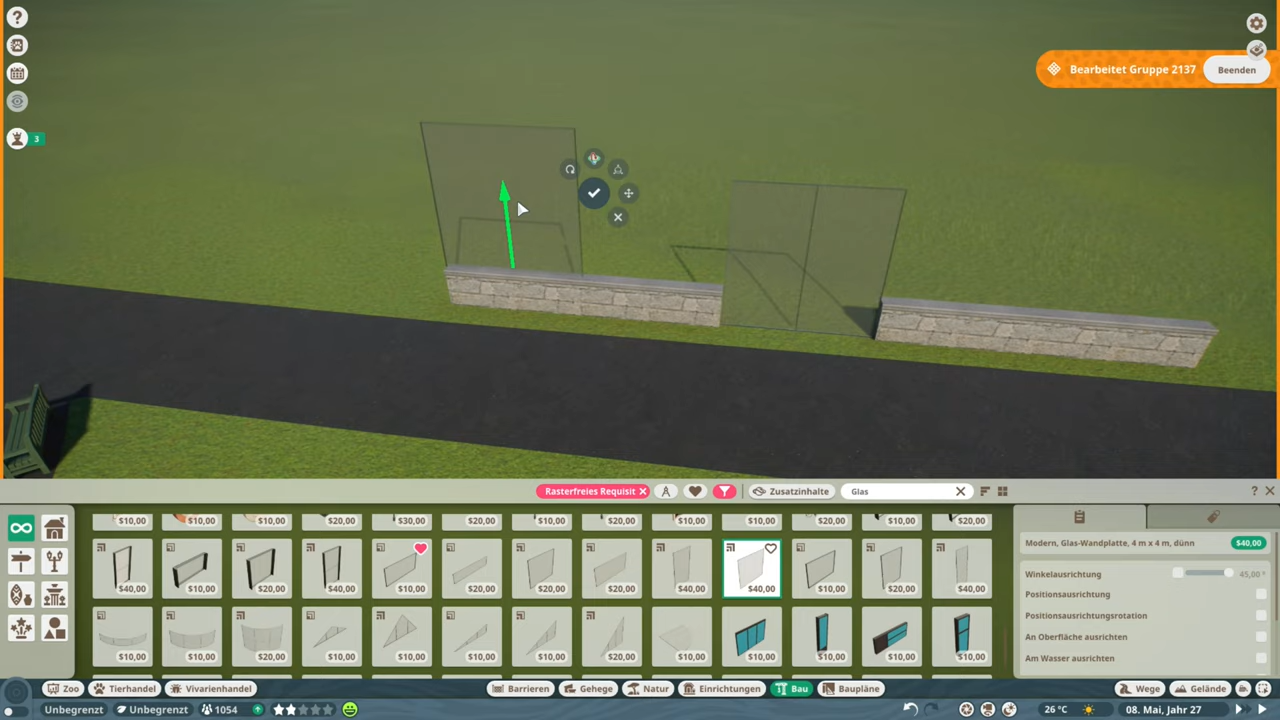 ?
Bearbeitet Gruppe 2137
Beenden
3
Rasterfreies Requisit ×
Zusatzinhalte
Glas
?
$10,00 $10,00 $10,00 $20,00 $30,00 $20,00 $10,00 $10,00 $10,00 $10,00 $20,00 $10,00 $20,00
$40,00 $10,00 $20,00 $40,00 $10,00 $20,00 $20,00 $20,00 $40,00 $40,00 $10,00 $20,00 $40,00
$10,00 $10,00 $20,00 $10,00 $10,00 $10,00 $10,00 $20,00 $10,00 $10,00 $10,00 $10,00 $10,00
Modern, Glas-Wandplatte, 4 m x 4 m, dünn $40,00
Winkelausrichtung 45,00 °
Positionsausrichtung
Positionsausrichtungsrotation
An Oberfläche ausrichten
Am Wasser ausrichten
Zoo Tierhandel Vivarienhandel Barrieren Gehege Natur Einrichtungen Bau Baupläne Wege Gelände
Unbegrenzt Unbegrenzt 1054 26 °C 08. Mai, Jahr 27